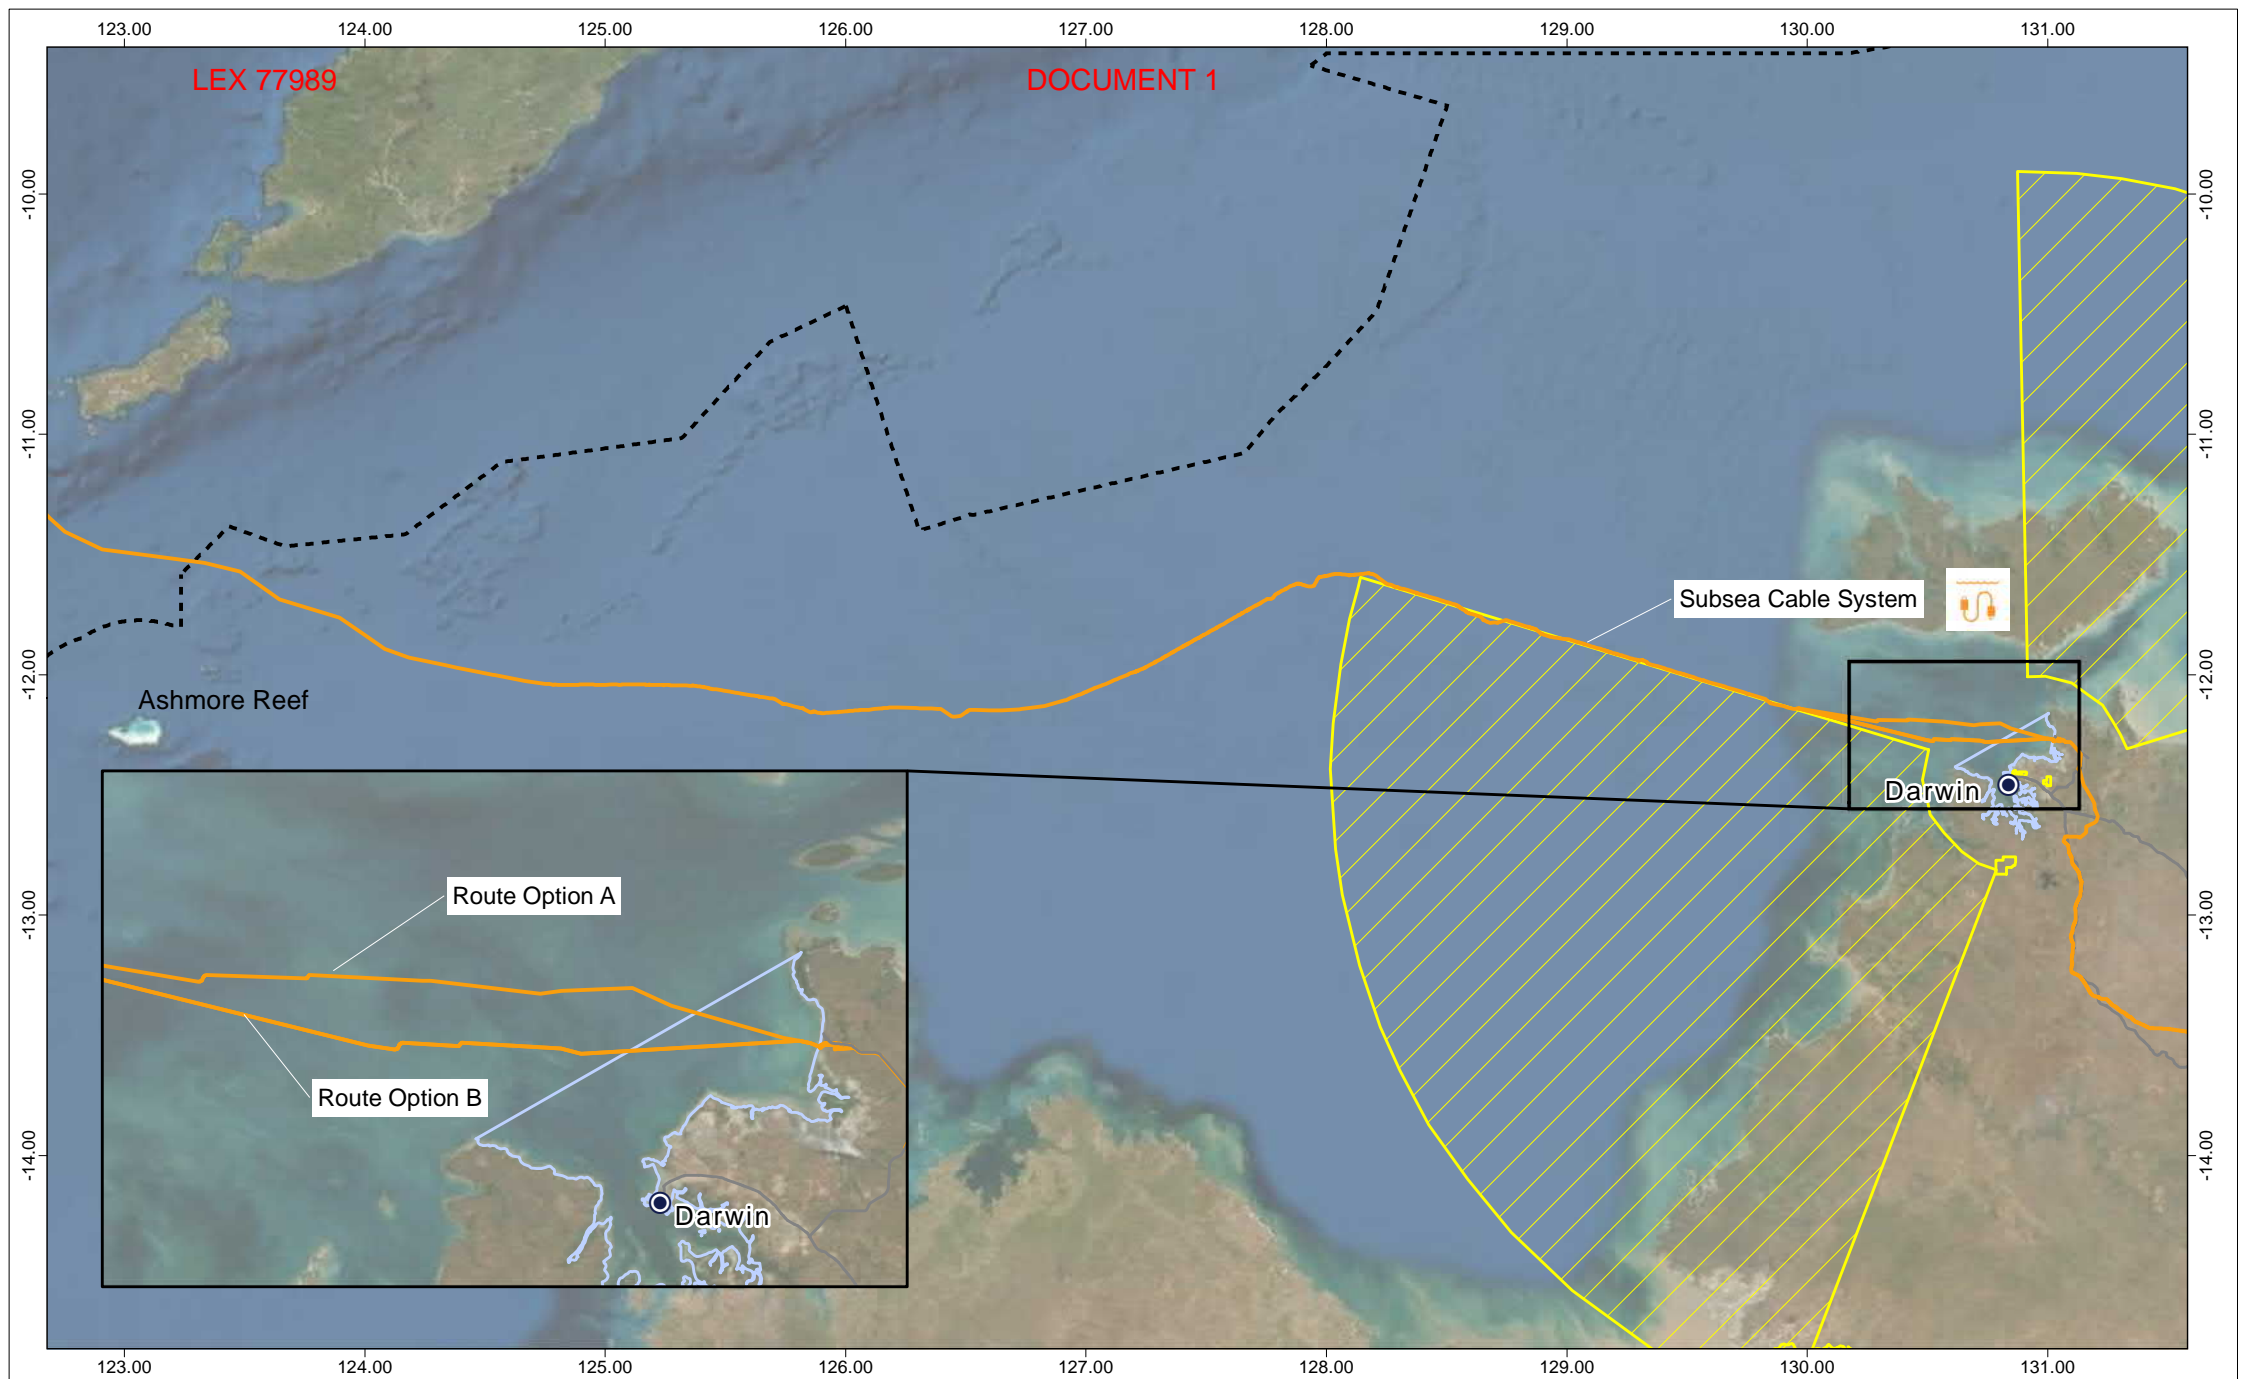 123.00 124.00 125.00 126.00 127.00 128.00 129.00 130.00 131.00
LEX 77989
DOCUMENT 1
-10.00 -10.00
-11.00 -11.00
Subsea Cable System
-12.00 -12.00
Ashmore Reef
Darwin
Route Option A
-13.00 -13.00
Route Option B
-14.00 -14.00
Darwin
123.00 124.00 125.00 126.00 127.00 128.00 129.00 130.00 131.00